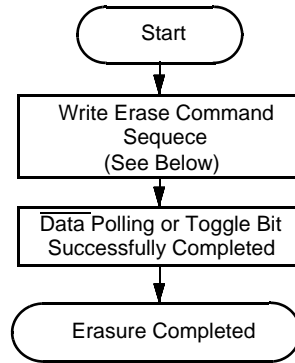 Start
Write Erase Command
Sequece
(See Below)
Data Polling or Toggle Bit
Successfully Completed
Erasure Completed